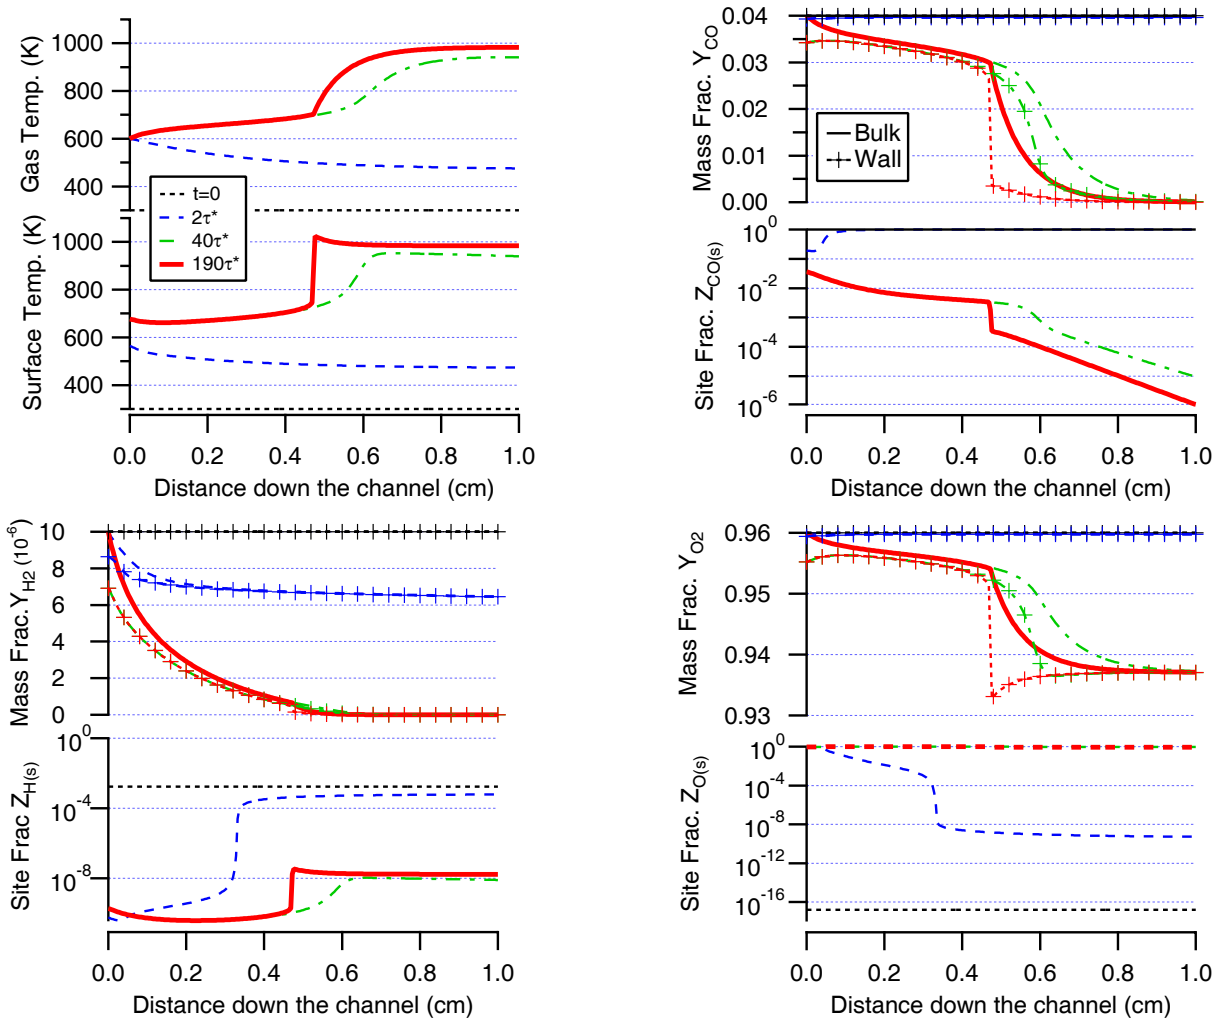 Gas Temp. (K)
1000
800
600
400
t=0
2τ*
40τ*
190τ*
Surface Temp. (K)
1000
800
600
400
0.0 0.2 0.4 0.6 0.8 1.0
Distance down the channel (cm)
Mass Frac. Y_CO
0.04
0.03
0.02
0.01
0.00
Bulk
Wall
Site Frac. Z_CO(s)
10^0
10^-2
10^-4
10^-6
0.0 0.2 0.4 0.6 0.8 1.0
Distance down the channel (cm)
Mass Frac.Y_H2 (10^-6)
10
8
6
4
2
0
Site Frac Z_H(s)
10^0
10^-4
10^-8
0.0 0.2 0.4 0.6 0.8 1.0
Distance down the channel (cm)
Mass Frac. Y_O2
0.96
0.95
0.94
0.93
Site Frac. Z_O(s)
10^0
10^-4
10^-8
10^-12
10^-16
0.0 0.2 0.4 0.6 0.8 1.0
Distance down the channel (cm)